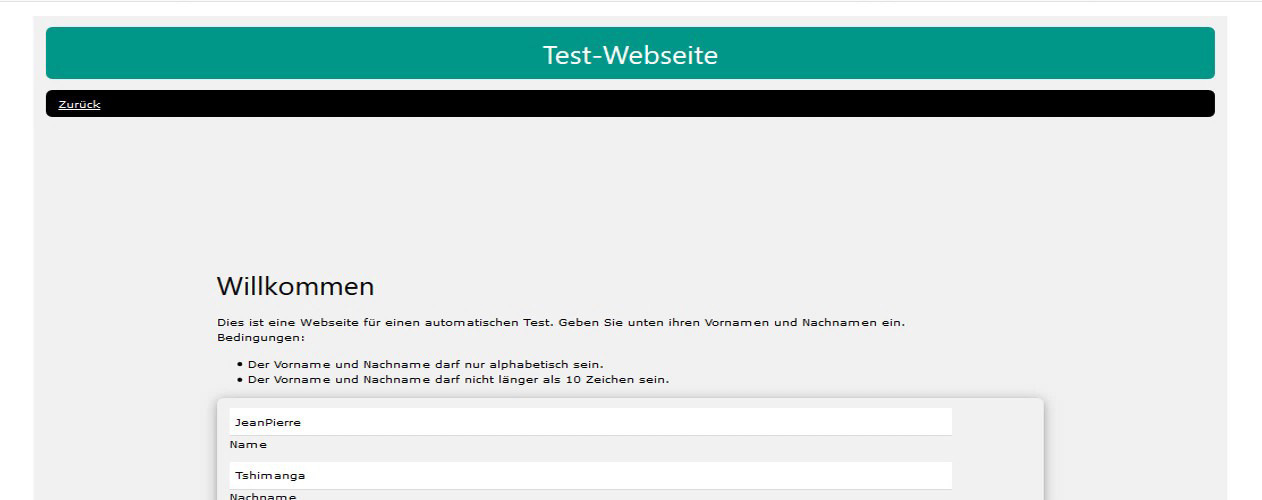 Test-Webseite
Zurück
Willkommen
Dies ist eine Webseite für einen automatischen Test. Geben Sie unten ihren Vornamen und Nachnamen ein.
Bedingungen:
• Der Vorname und Nachname darf nur alphabetisch sein.
• Der Vorname und Nachname darf nicht länger als 10 Zeichen sein.
JeanPierre
Name
Tshimanga
Nachname